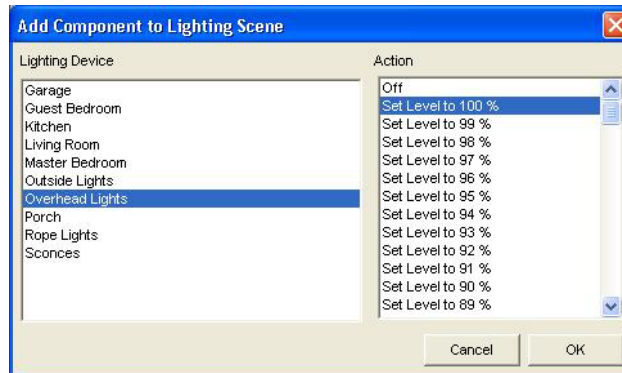 Add Component to Lighting Scene
Lighting Device
Garage
Guest Bedroom
Kitchen
Living Room
Master Bedroom
Outside Lights
Overhead Lights
Porch
Rope Lights
Sconces
Action
Off
Set Level to 100 %
Set Level to 99 %
Set Level to 98 %
Set Level to 97 %
Set Level to 96 %
Set Level to 95 %
Set Level to 94 %
Set Level to 93 %
Set Level to 92 %
Set Level to 91 %
Set Level to 90 %
Set Level to 89 %
Cancel
OK